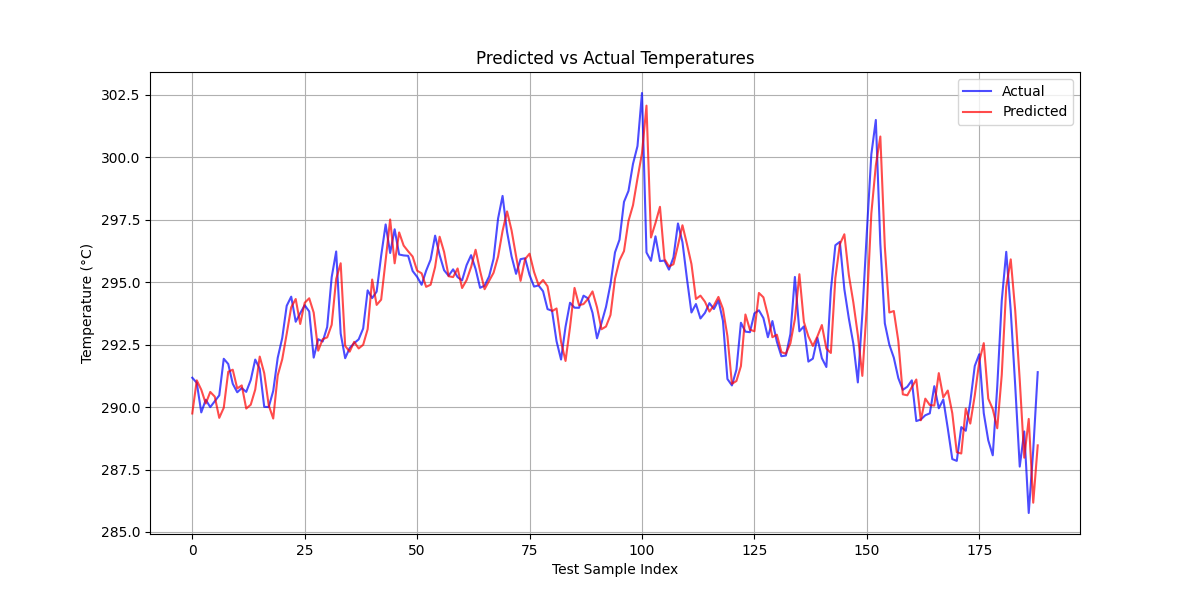 Predicted vs Actual Temperatures
Actual
Predicted
302.5
300.0
297.5
295.0
292.5
290.0
287.5
285.0
Temperature (°C)
0 25 50 75 100 125 150 175
Test Sample Index